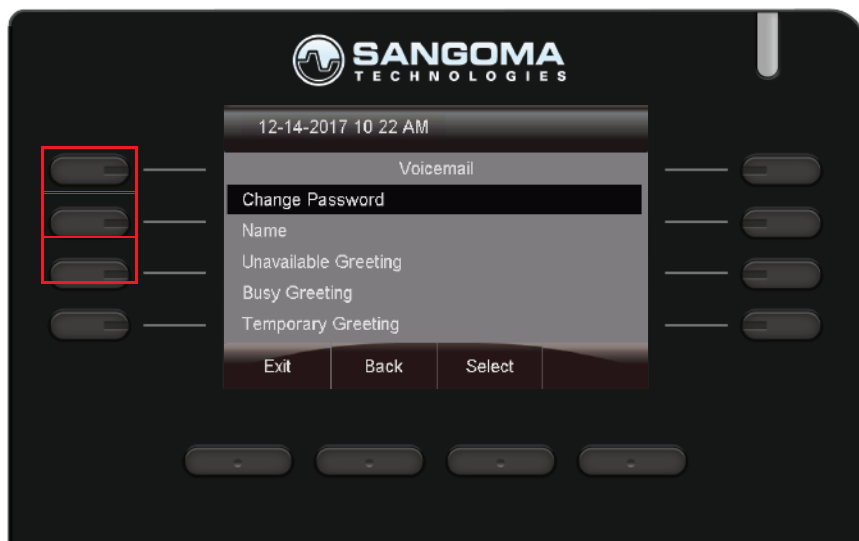 SANGOMA
TECHNOLOGIES
12-14-2017 10 22 AM
Voicemail
Change Password
Name
Unavailable Greeting
Busy Greeting
Temporary Greeting
Exit Back Select